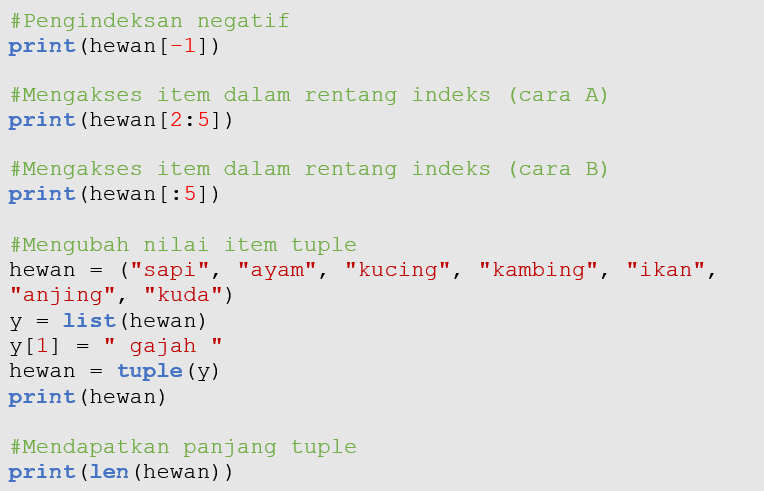 #Pengindeksan negatif
print(hewan[-1])
#Mengakses item dalam rentang indeks (cara A)
print(hewan[2:5])
#Mengakses item dalam rentang indeks (cara B)
print(hewan[:5])
#Mengubah nilai item tuple
hewan = ("sapi", "ayam", "kucing", "kambing", "ikan",
"anjing", "kuda")
y = list(hewan)
y[1] = " gajah "
hewan = tuple(y)
print(hewan)
#Mendapatkan panjang tuple
print(len(hewan))